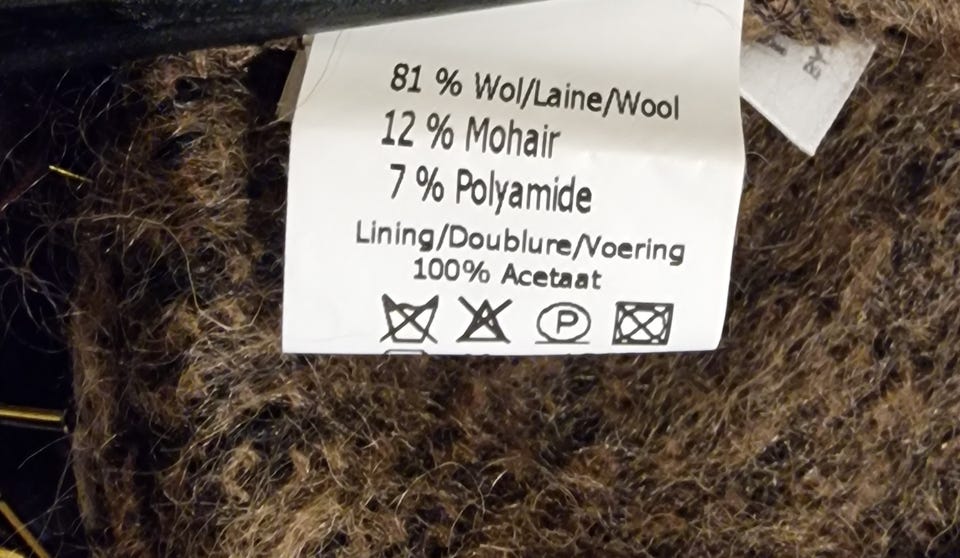 81 % Wol/Laine/Wool
12 % Mohair
7 % Polyamide
Lining/Doublure/Voering
100% Acetaat
P